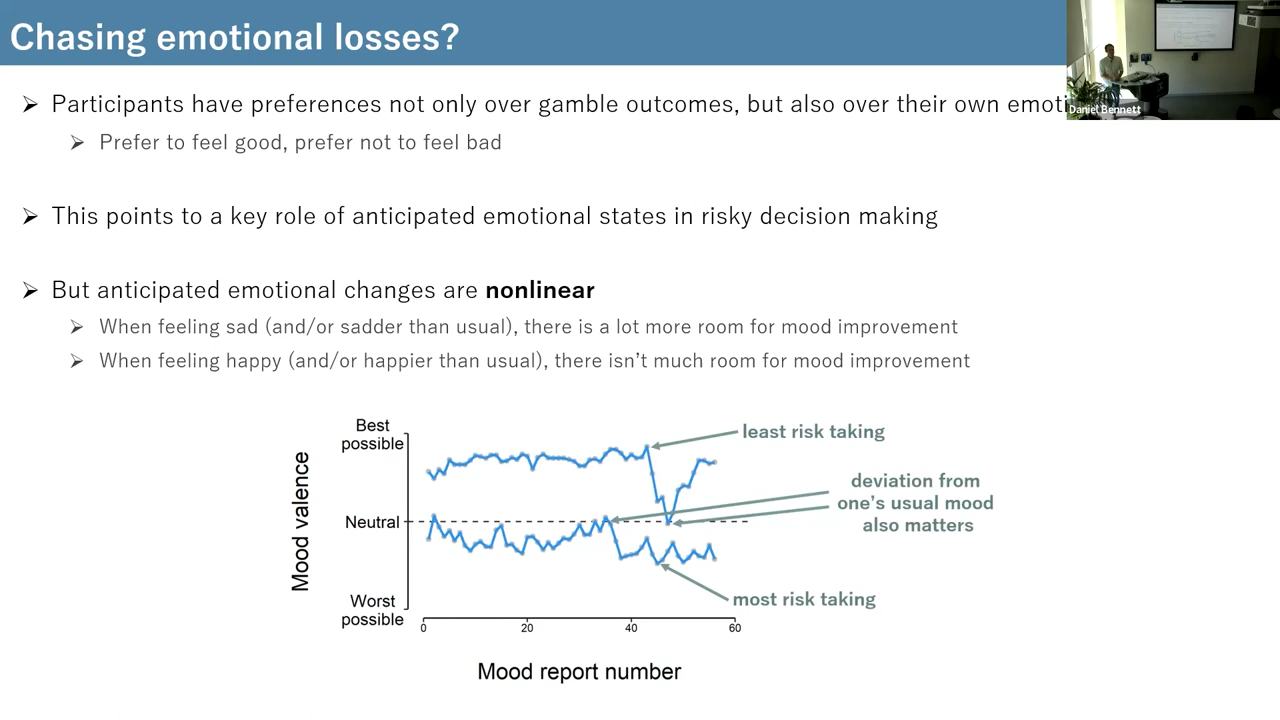 Chasing emotional losses?
Participants have preferences not only over gamble outcomes, but also over their own emoti
Daniel Bennett
Prefer to feel good, prefer not to feel bad
This points to a key role of anticipated emotional states in risky decision making
But anticipated emotional changes are nonlinear
When feeling sad (and/or sadder than usual), there is a lot more room for mood improvement
When feeling happy (and/or happier than usual), there isn't much room for mood improvement
Best
possible
Neutral
Worst
possible
Mood valence
0 20 40 60
Mood report number
least risk taking
deviation from
one's usual mood
also matters
most risk taking